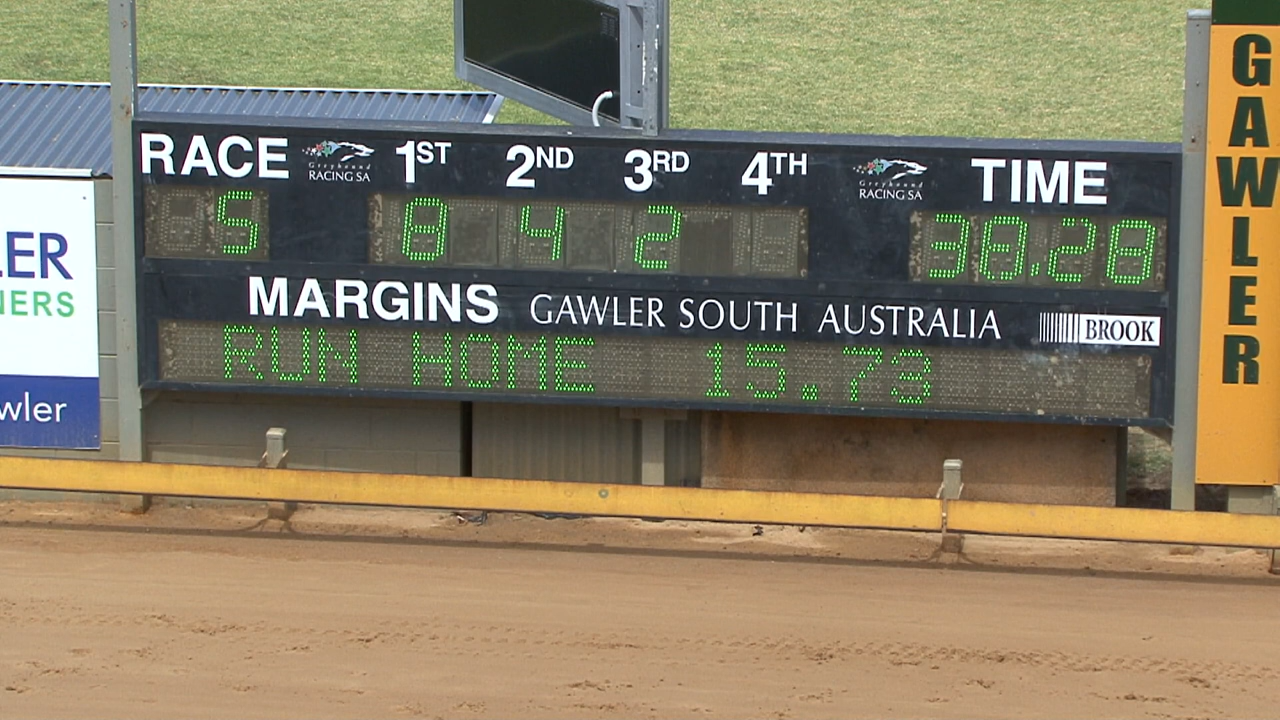 RACE
Greyhound
RACING SA
1ST 2ND 3RD 4TH
Greyhound
RACING SA
TIME
5 8 4 2 30.28
MARGINS GAWLER SOUTH AUSTRALIA BROOK
RUN HOME 15.73
LER
NERS
wler
GAWLER